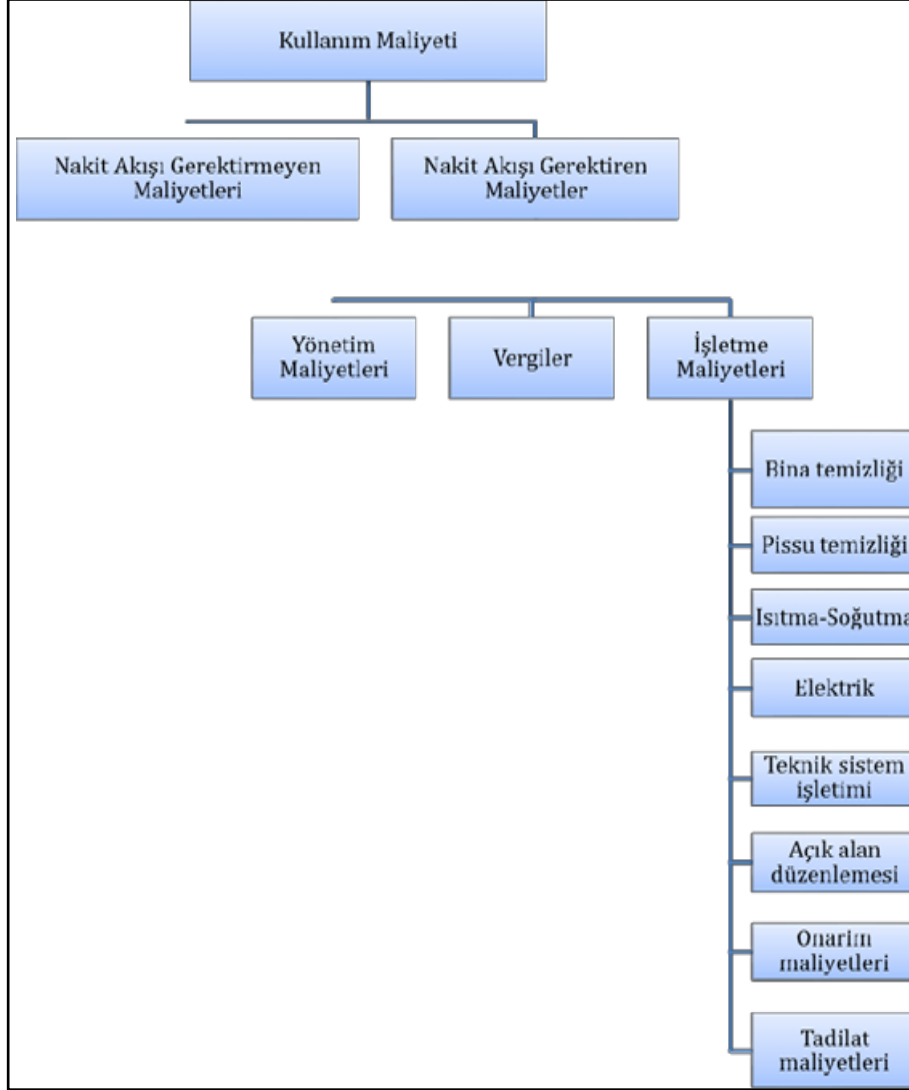 Kullanım Maliyeti
Nakit Akışı Gerektirmeyen
Maliyetleri
Nakit Akışı Gerektiren
Maliyetler
Yönetim
Maliyetleri
Vergiler
İşletme
Maliyetleri
Bina temizliği
Pissu temizliği
Isıtma-Soğutma
Elektrik
Teknik sistem
işletimi
Açık alan
düzenlemesi
Onarim
maliyetleri
Tadilat
maliyetleri